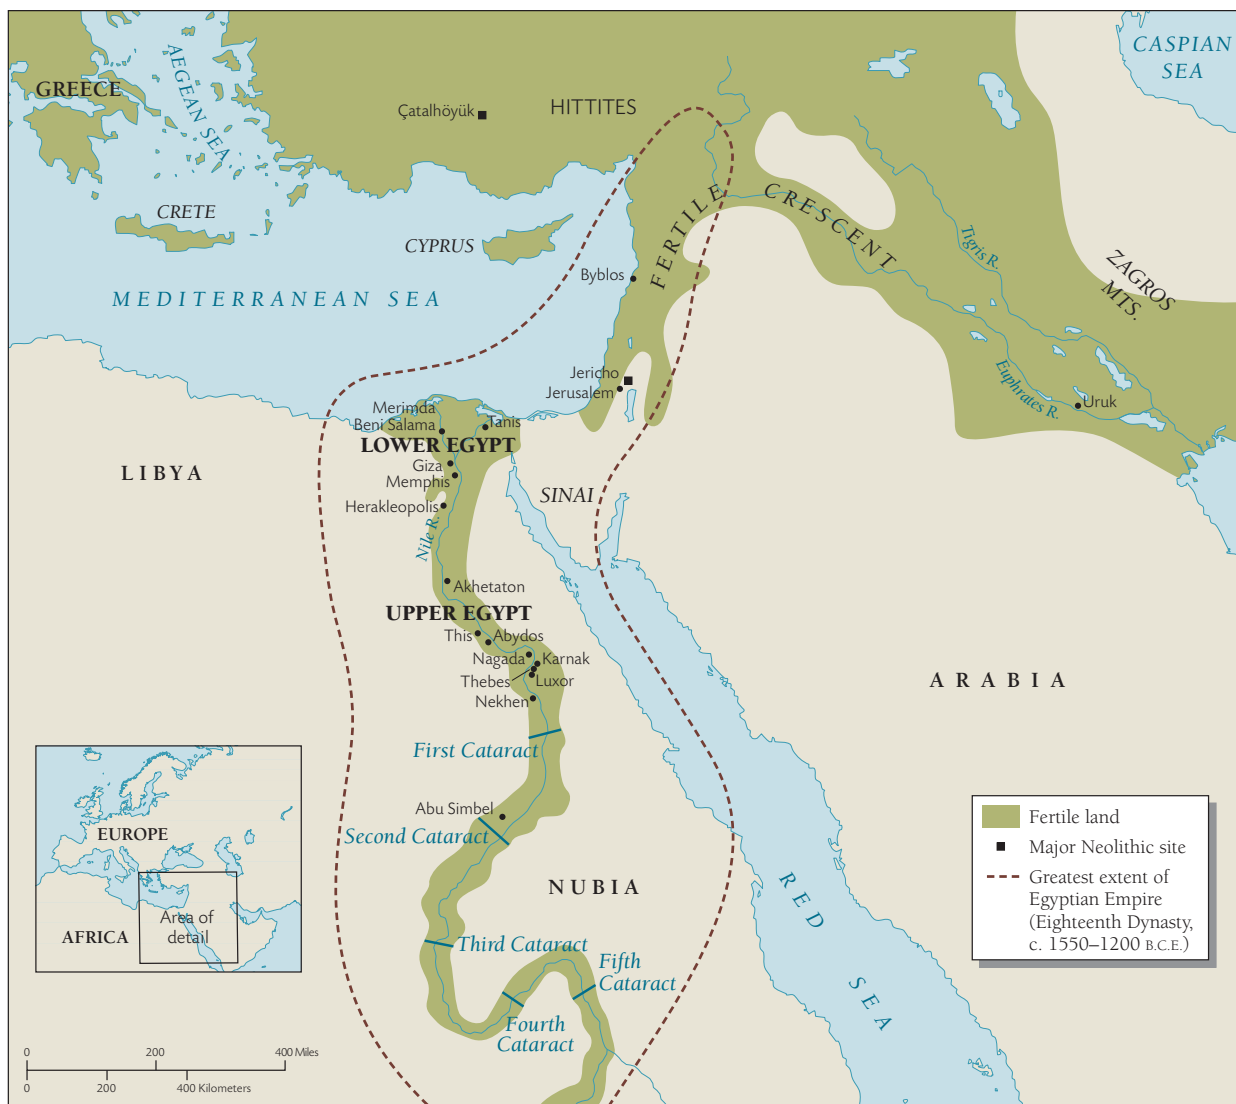 CASPIAN
SEA
AEGEAN SEA
GREECE
Çatalhöyük
HITTITES
CRETE
CYPRUS
FERTILE
CRESCENT
Tigris R.
ZAGROS
MTS.
Byblos
MEDITERRANEAN SEA
Jericho
Jerusalem
Euphrates R.
Uruk
Merimda
Beni Salama
Tanis
LOWER EGYPT
LIBYA
Giza
Memphis
SINAI
Herakleopolis
Nile R.
Akhetaton
UPPER EGYPT
This
Abydos
Nagada
Karnak
Thebes
Luxor
Nekhen
ARABIA
First Cataract
Abu Simbel
Second Cataract
NUBIA
RED SEA
Third Cataract
Fifth
Cataract
Fourth
Cataract
EUROPE
Area of
detail
AFRICA
Fertile land
Major Neolithic site
Greatest extent of
Egyptian Empire
(Eighteenth Dynasty,
c. 1550–1200 B.C.E.)
0 200 400 Miles
0 200 400 Kilometers